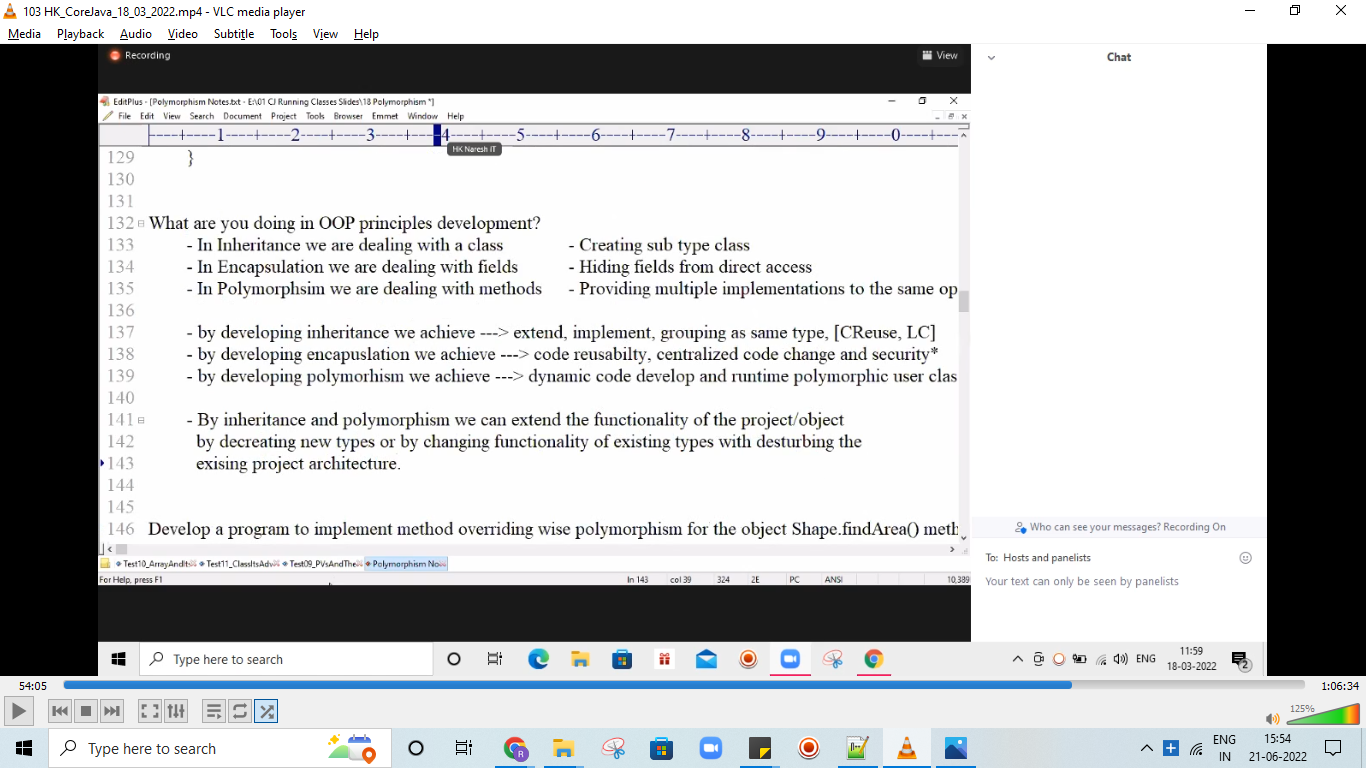 103 HK_CoreJava_18_03_2022.mp4 - VLC media player
Media Playback Audio Video Subtitle Tools View Help
Recording
View
Chat
EditPlus - [Polymorphism Notes.txt - E:\01 CJ Running Classes Slides\18 Polymorphism *]
File Edit View Search Document Project Tools Browser Emmet Window Help
----+----1----+----2----+----3----+----4----+----5----+----6----+----7----+----8----+----9----+----0----+--
HK Naresh IT
129 }
130
131
132 What are you doing in OOP principles development?
133 - In Inheritance we are dealing with a class - Creating sub type class
134 - In Encapsulation we are dealing with fields - Hiding fields from direct access
135 - In Polymorphsim we are dealing with methods - Providing multiple implementations to the same op
136
137 - by developing inheritance we achieve ---> extend, implement, grouping as same type, [CReuse, LC]
138 - by developing encapuslation we achieve ---> code reusabilty, centralized code change and security*
139 - by developing polymorhism we achieve ---> dynamic code develop and runtime polymorphic user clas
140
141 - By inheritance and polymorphism we can extend the functionality of the project/object
142 by decreating new types or by changing functionality of existing types with desturbing the
143 exising project architecture.
144
145
146 Develop a program to implement method overriding wise polymorphism for the object Shape.findArea() meth
Test10_ArrayAndIts Test11_ClassItsAdv Test09_PVsAndThe Polymorphism No
For Help, press F1 ln 143 col 39 324 2E PC ANSI 10,389
Who can see your messages? Recording On
To: Hosts and panelists
Your text can only be seen by panelists
Type here to search
ENG
11:59
18-03-2022
2
54:05
1:06:34
125%
Type here to search
R
ENG
IN
15:54
21-06-2022